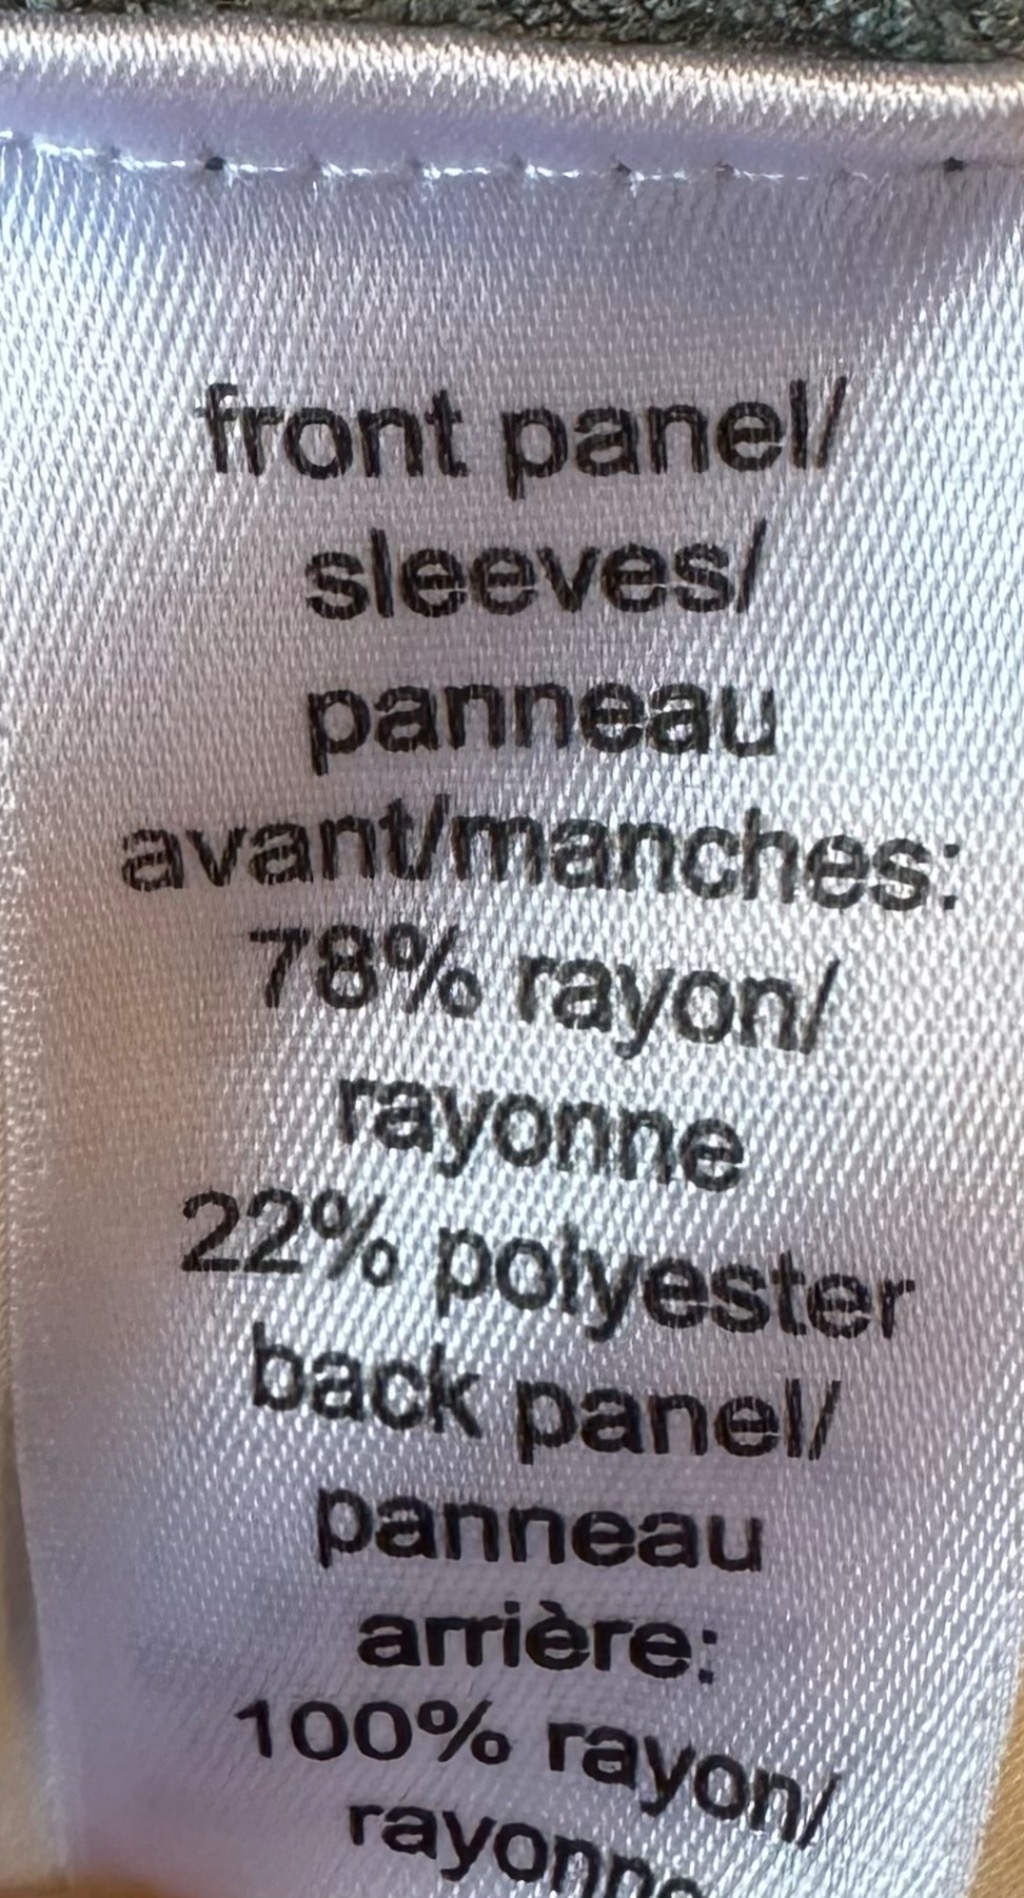 front panel/
sleeves/
panneau
avant/manches:
78% rayon/
rayonne
22% polyester
back panel/
panneau
arrière:
100% rayon/
rayonne